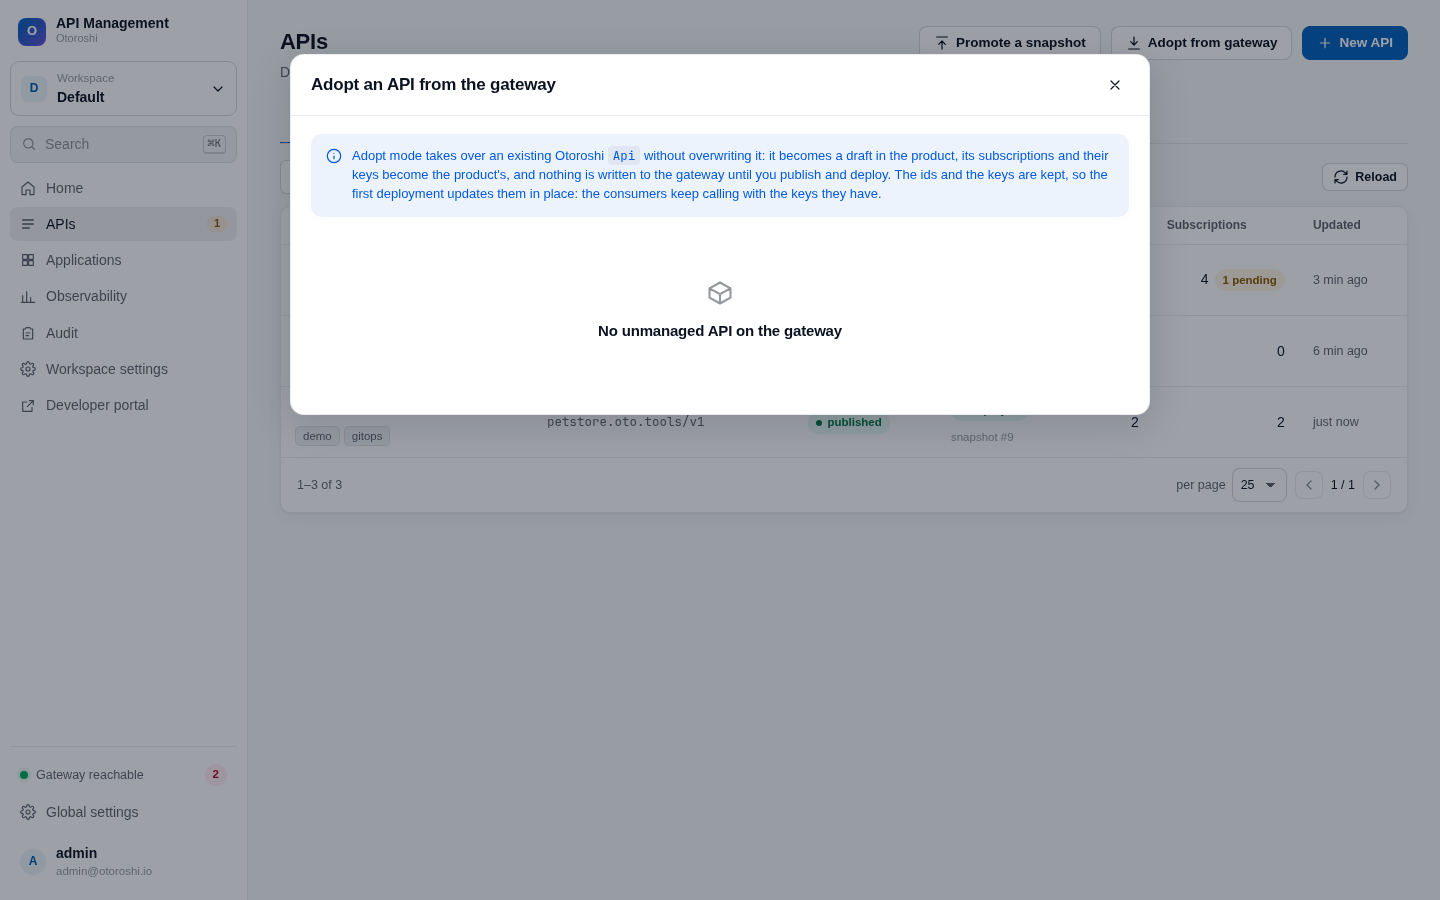 API Management
Otoroshi
Workspace
Default
Search ⌘K
Home
APIs 1
Applications
Observability
Audit
Workspace settings
Developer portal
Gateway reachable 2
Global settings
admin
admin@otoroshi.io
APIs
Promote a snapshot
Adopt from gateway
New API
Adopt an API from the gateway
Adopt mode takes over an existing Otoroshi Api without overwriting it: it becomes a draft in the product, its subscriptions and their
keys become the product's, and nothing is written to the gateway until you publish and deploy. The ids and the keys are kept, so the
first deployment updates them in place: the consumers keep calling with the keys they have.
No unmanaged API on the gateway
Reload
Subscriptions Updated
4 1 pending 3 min ago
0 6 min ago
petstore.oto.tools/v1 published 2 2 just now
demo gitops snapshot #9
1–3 of 3 per page 25 1 / 1